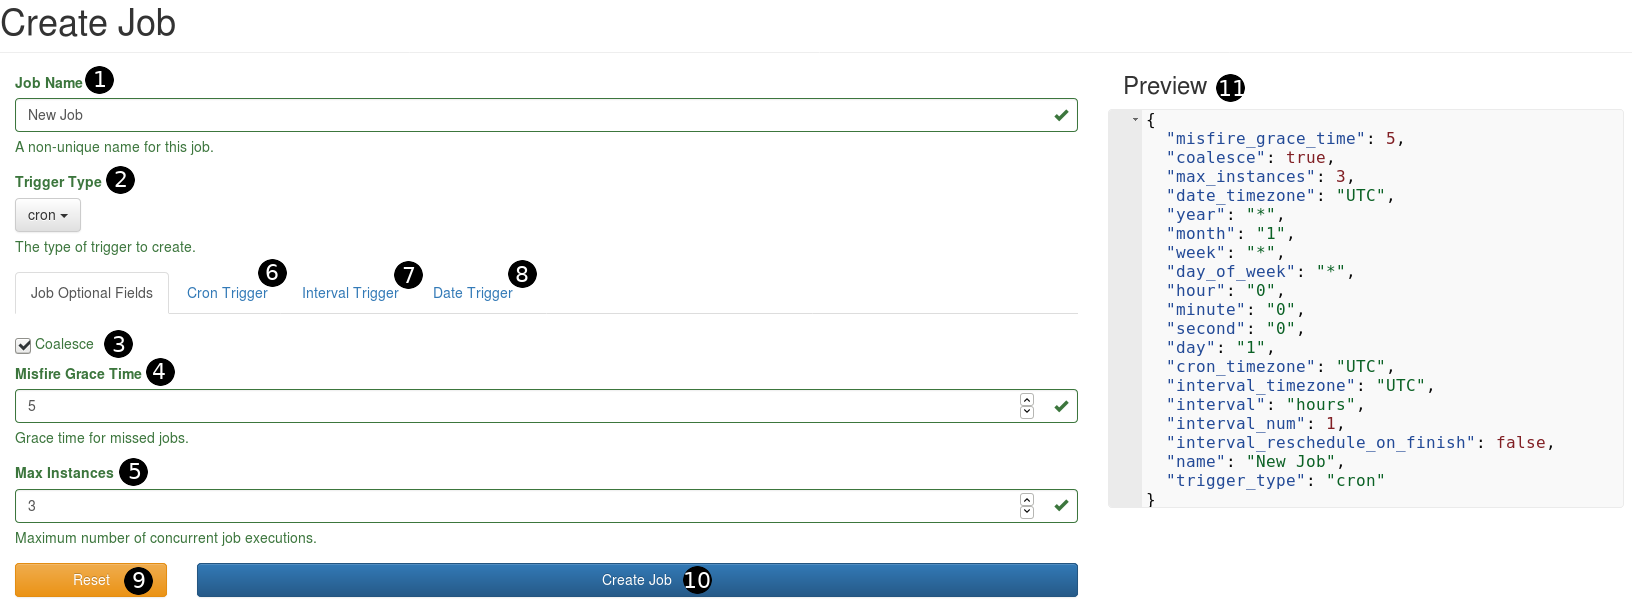 Create Job
Job Name 1
New Job
A non-unique name for this job.
Trigger Type 2
cron
The type of trigger to create.
Job Optional Fields Cron Trigger 6 Interval Trigger 7 Date Trigger 8
Coalesce 3
Misfire Grace Time 4
5
Grace time for missed jobs.
Max Instances 5
3
Maximum number of concurrent job executions.
Reset 9 Create Job 10
Preview 11
{
"misfire_grace_time": 5,
"coalesce": true,
"max_instances": 3,
"date_timezone": "UTC",
"year": "*",
"month": "1",
"week": "*",
"day_of_week": "*",
"hour": "0",
"minute": "0",
"second": "0",
"day": "1",
"cron_timezone": "UTC",
"interval_timezone": "UTC",
"interval": "hours",
"interval_num": 1,
"interval_reschedule_on_finish": false,
"name": "New Job",
"trigger_type": "cron"
}